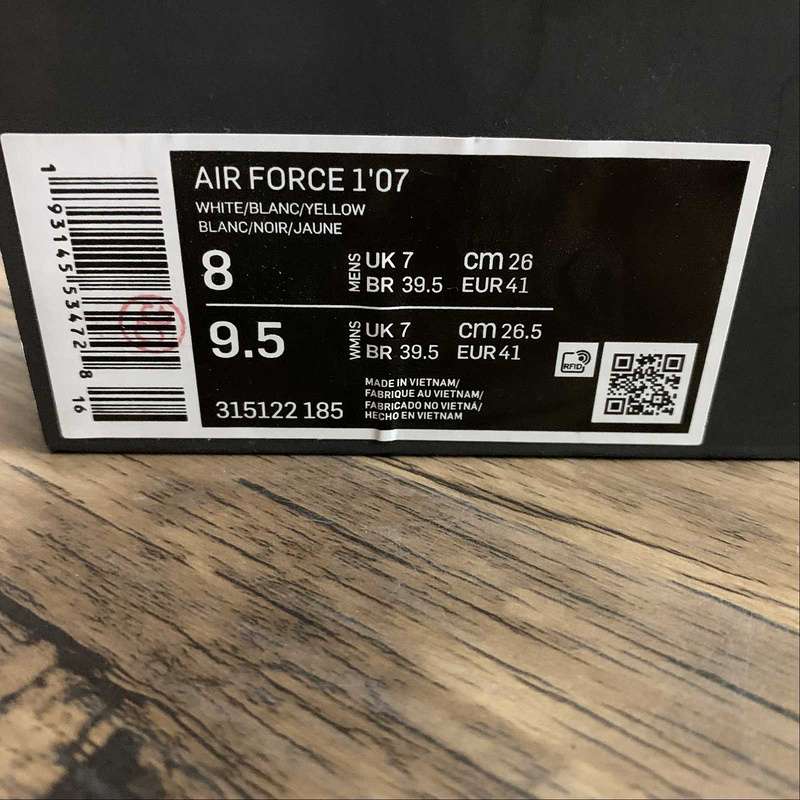 AIR FORCE 1'07
WHITE/BLANC/YELLOW
BLANC/NOIR/JAUNE
8 MENS UK 7 cm 26
BR 39.5 EUR 41
9.5 WMNS UK 7 cm 26.5
BR 39.5 EUR 41
315122 185
MADE IN VIETNAM/
FABRIQUE AU VIETNAM/
FABRICADO NO VIETNÁ/
HECHO EN VIETNAM
RFID
1 93145 53472 8 16